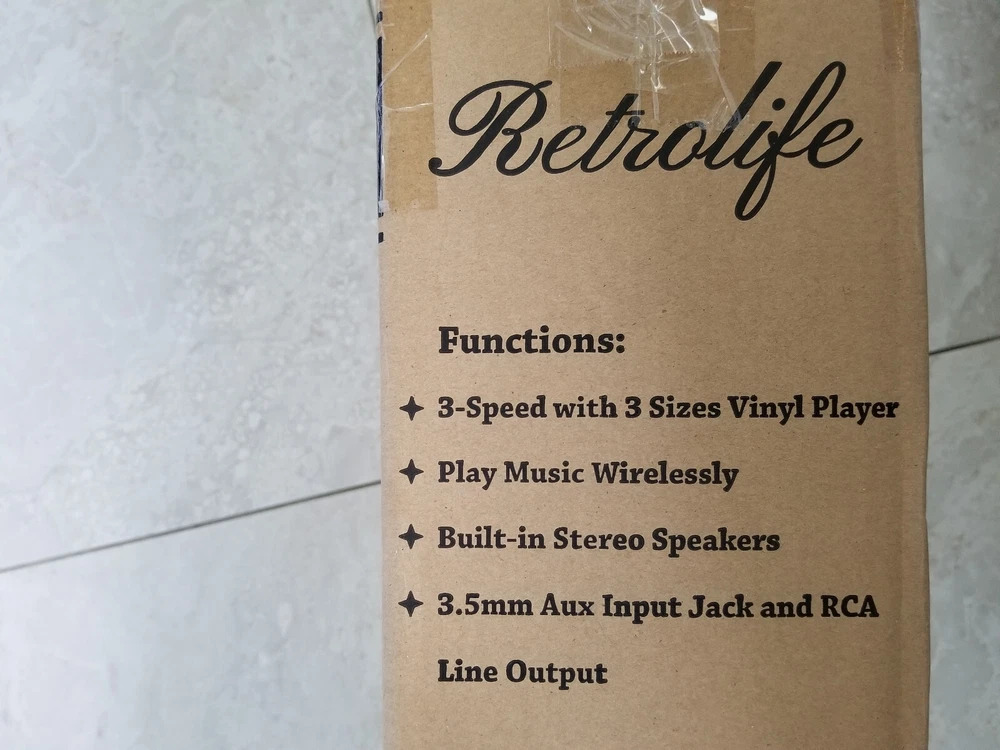 Retrolife
Functions:
✦ 3-Speed with 3 Sizes Vinyl Player
✦ Play Music Wirelessly
✦ Built-in Stereo Speakers
✦ 3.5mm Aux Input Jack and RCA
Line Output